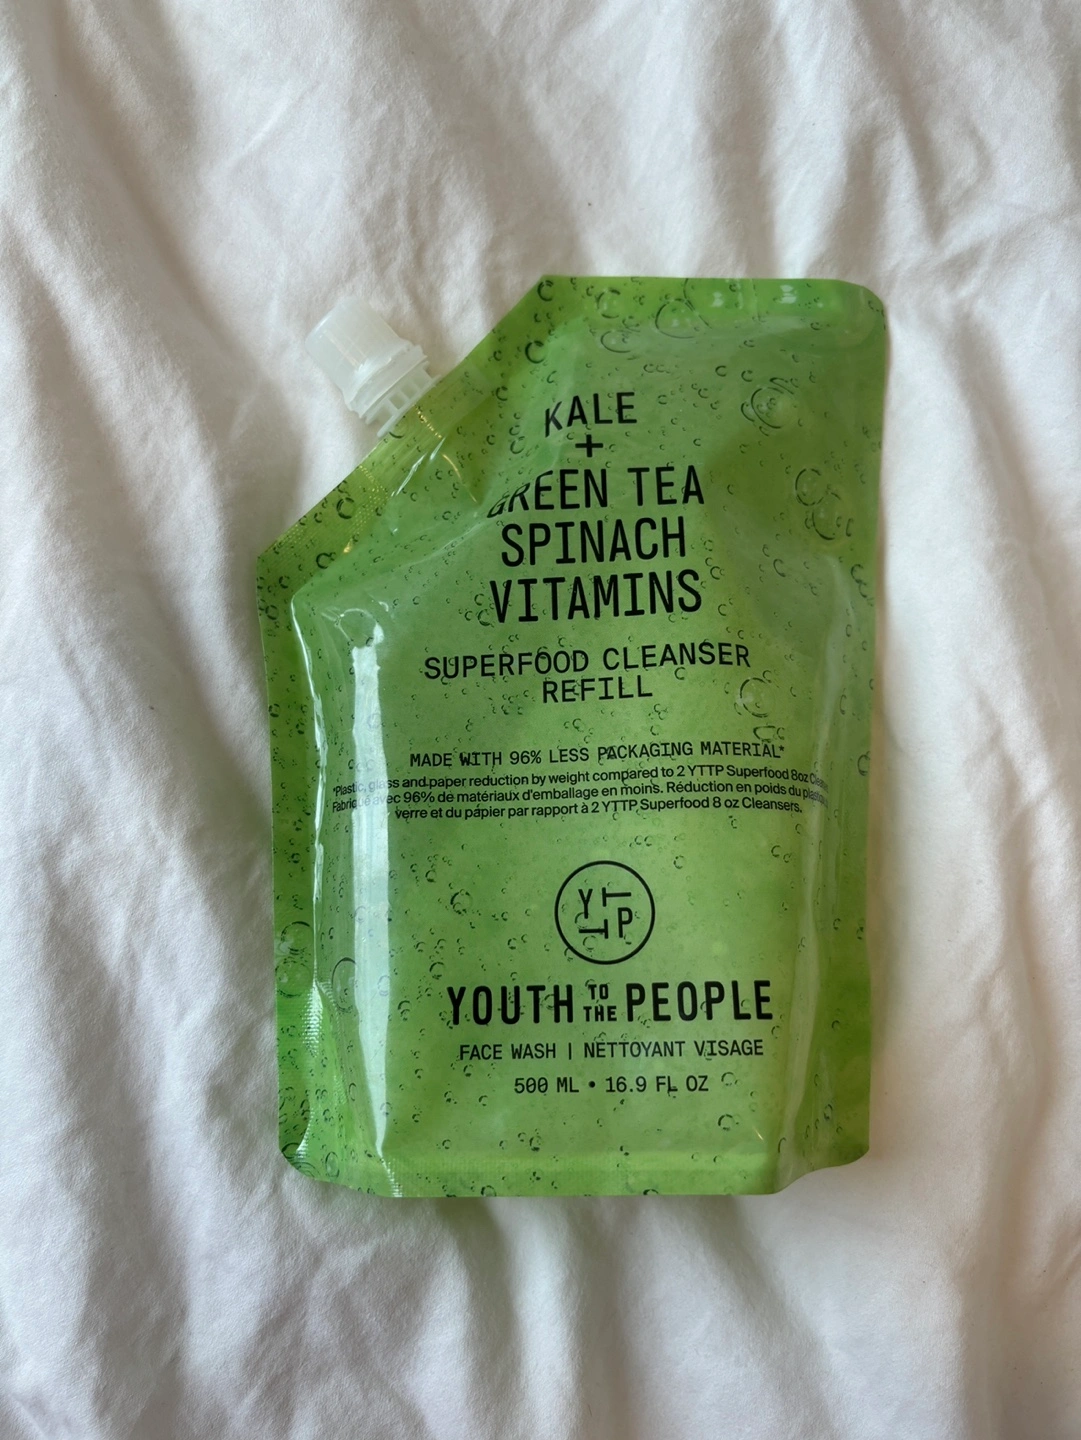 KALE
+
GREEN TEA
SPINACH
VITAMINS
SUPERFOOD CLEANSER
REFILL
MADE WITH 96% LESS PACKAGING MATERIAL*
*Plastic, glass and paper reduction by weight compared to 2 YTTP Superfood 8oz
Fabriqué avec 96% de matériaux d'emballage en moins. Réduction en poids du
verre et du papier par rapport à 2 YTTP Superfood 8 oz Cleansers.
YTTP
YOUTH TO THE PEOPLE
FACE WASH | NETTOYANT VISAGE
500 ML • 16.9 FL OZ